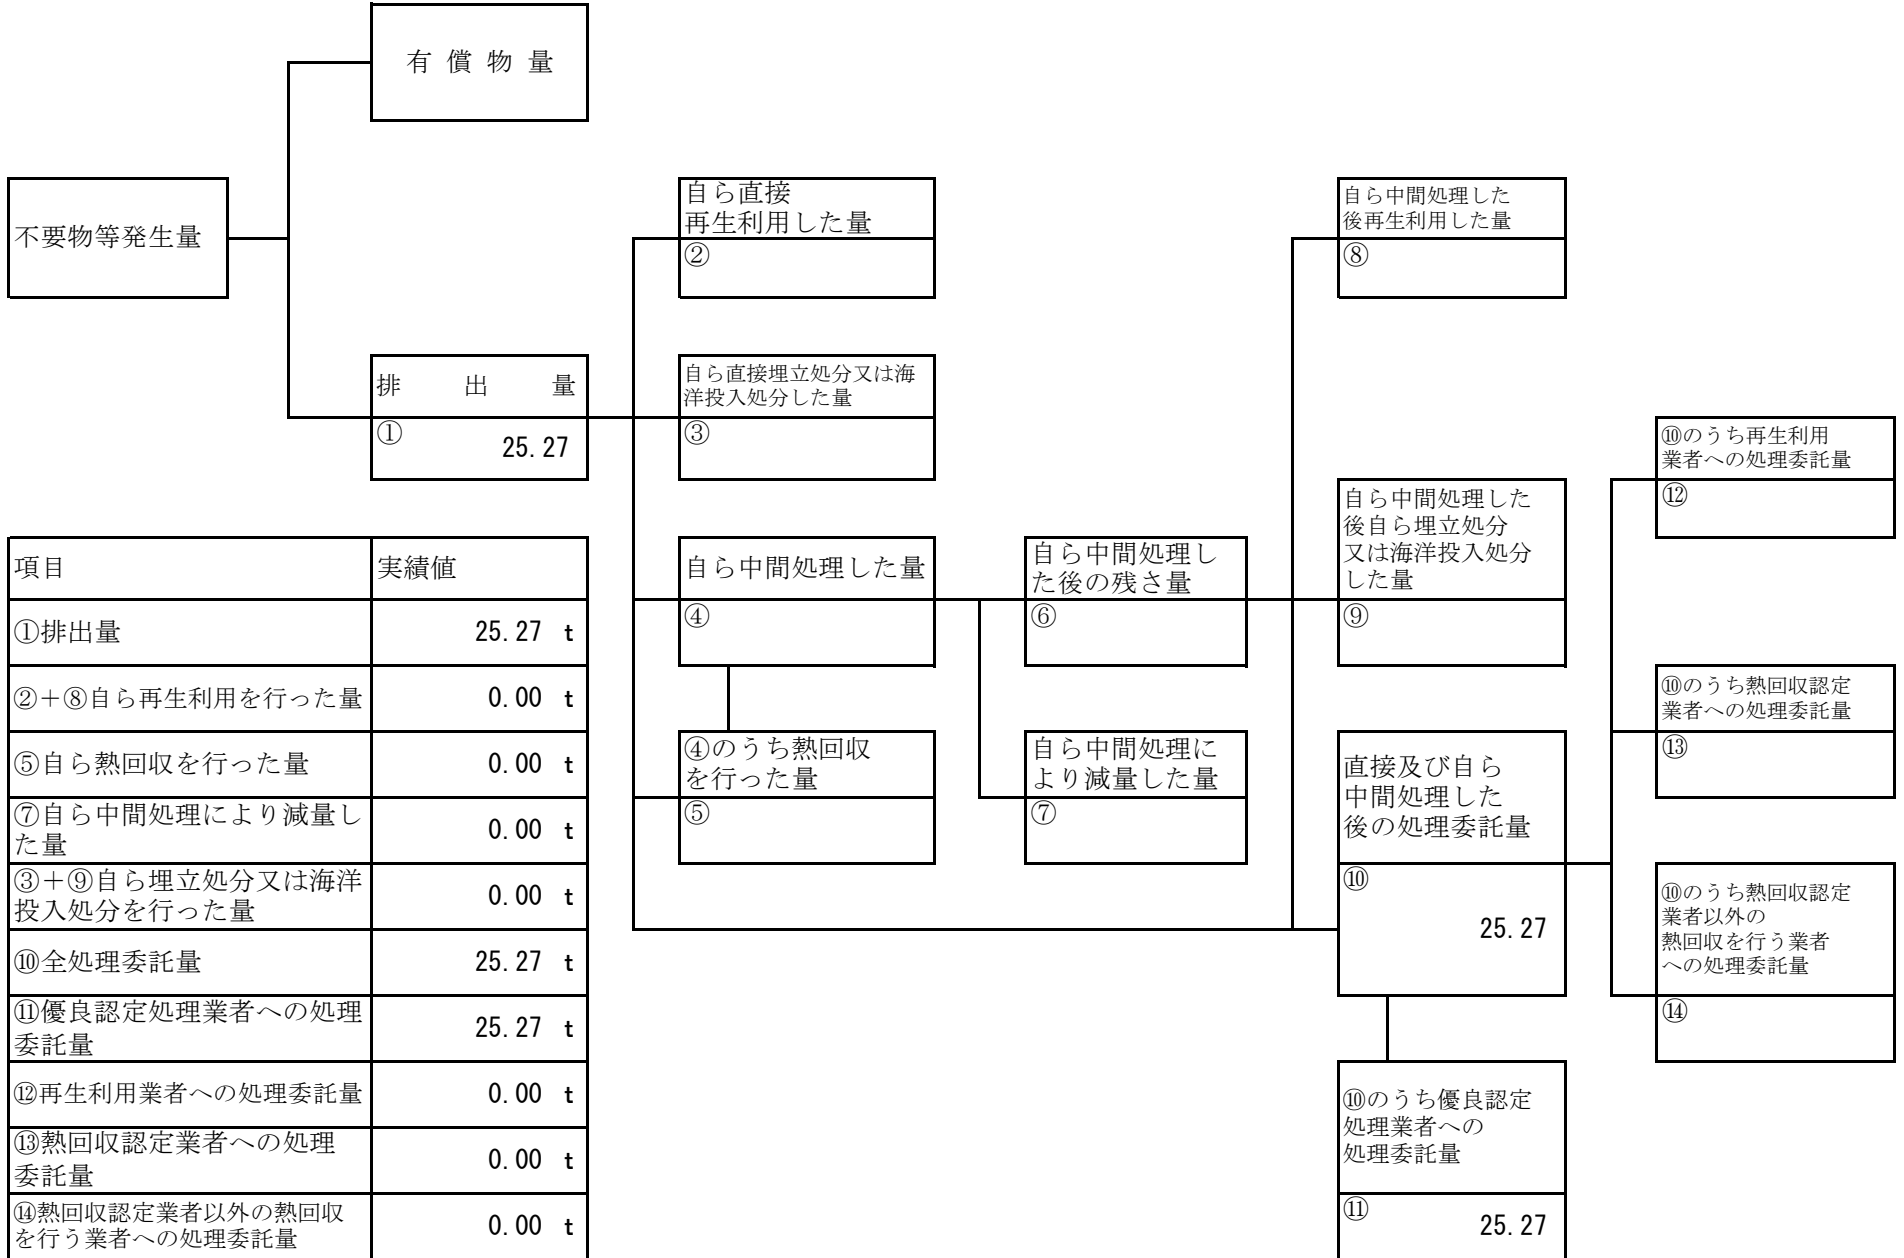 有償物量
不要物等発生量
自ら直接
再生利用した量
②
自ら中間処理した
後再生利用した量
⑧
排出量
① 25.27
自ら直接埋立処分又は海
洋投入処分した量
③
⑩のうち再生利用
業者への処理委託量
⑫
自ら中間処理した量
④
自ら中間処理し
た後の残さ量
⑥
自ら中間処理した
後自ら埋立処分
又は海洋投入処分
した量
⑨
⑩のうち熱回収認定
業者への処理委託量
⑬
④のうち熱回収
を行った量
⑤
自ら中間処理に
より減量した量
⑦
直接及び自ら
中間処理した
後の処理委託量
⑩
25.27
⑩のうち熱回収認定
業者以外の
熱回収を行う業者
への処理委託量
⑭
⑩のうち優良認定
処理業者への
処理委託量
⑪ 25.27
項目 実績値
①排出量 25.27 t
②+⑧自ら再生利用を行った量 0.00 t
⑤自ら熱回収を行った量 0.00 t
⑦自ら中間処理により減量し
た量 0.00 t
③+⑨自ら埋立処分又は海洋
投入処分を行った量 0.00 t
⑩全処理委託量 25.27 t
⑪優良認定処理業者への処理
委託量 25.27 t
⑫再生利用業者への処理委託量 0.00 t
⑬熱回収認定業者への処理
委託量 0.00 t
⑭熱回収認定業者以外の熱回収
を行う業者への処理委託量 0.00 t